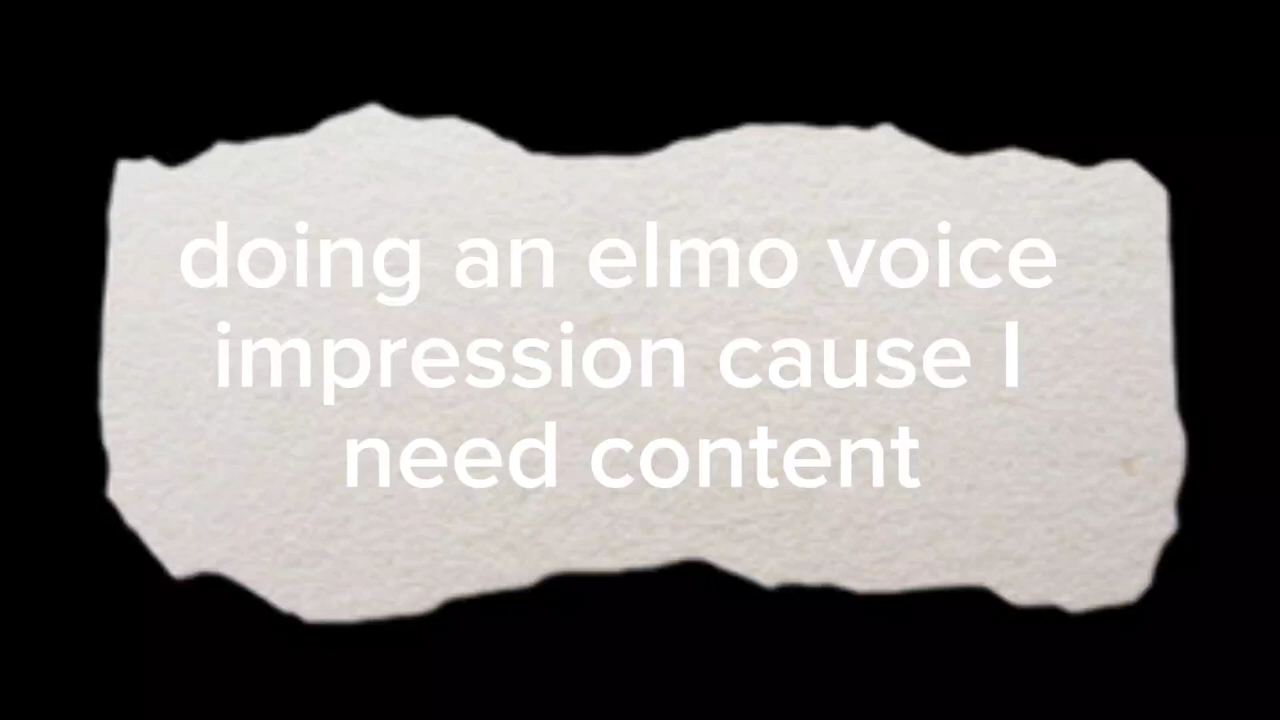 doing an elmo voice
impression cause I
need content